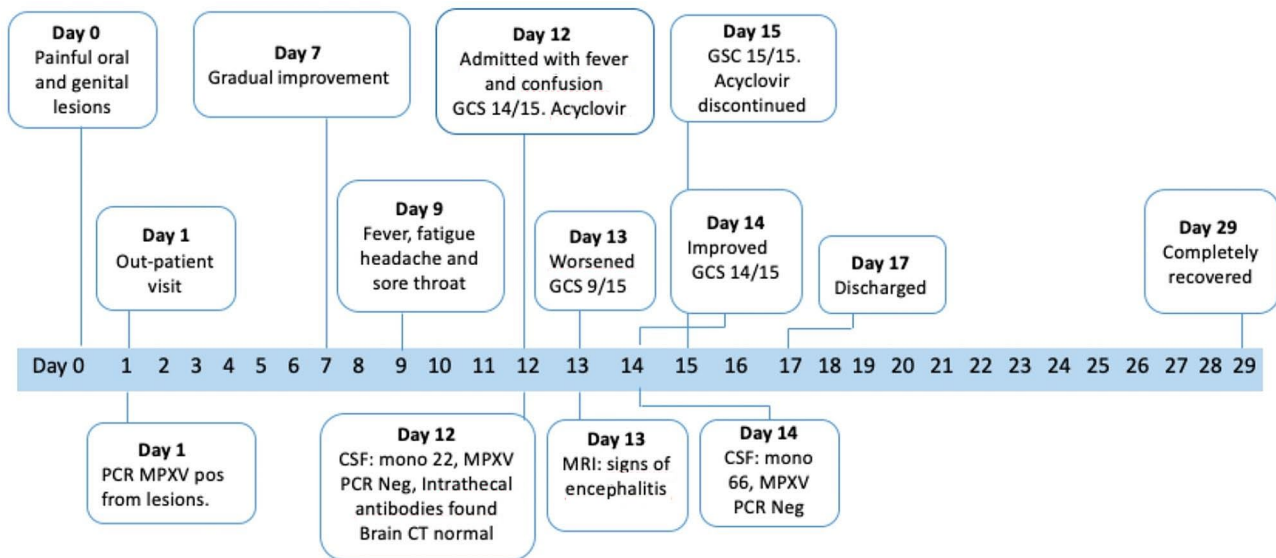 Day 0
Painful oral
and genital
lesions
Day 7
Gradual improvement
Day 12
Admitted with fever
and confusion
GCS 14/15. Acyclovir
Day 15
GSC 15/15.
Acyclovir
discontinued
Day 1
Out-patient
visit
Day 9
Fever, fatigue
headache and
sore throat
Day 13
Worsened
GCS 9/15
Day 14
Improved
GCS 14/15
Day 17
Discharged
Day 29
Completely
recovered
Day 0 1 2 3 4 5 6 7 8 9 10 11 12 13 14 15 16 17 18 19 20 21 22 23 24 25 26 27 28 29
Day 1
PCR MPXV pos
from lesions.
Day 12
CSF: mono 22, MPXV
PCR Neg, Intrathecal
antibodies found
Brain CT normal
Day 13
MRI: signs of
encephalitis
Day 14
CSF: mono
66, MPXV
PCR Neg